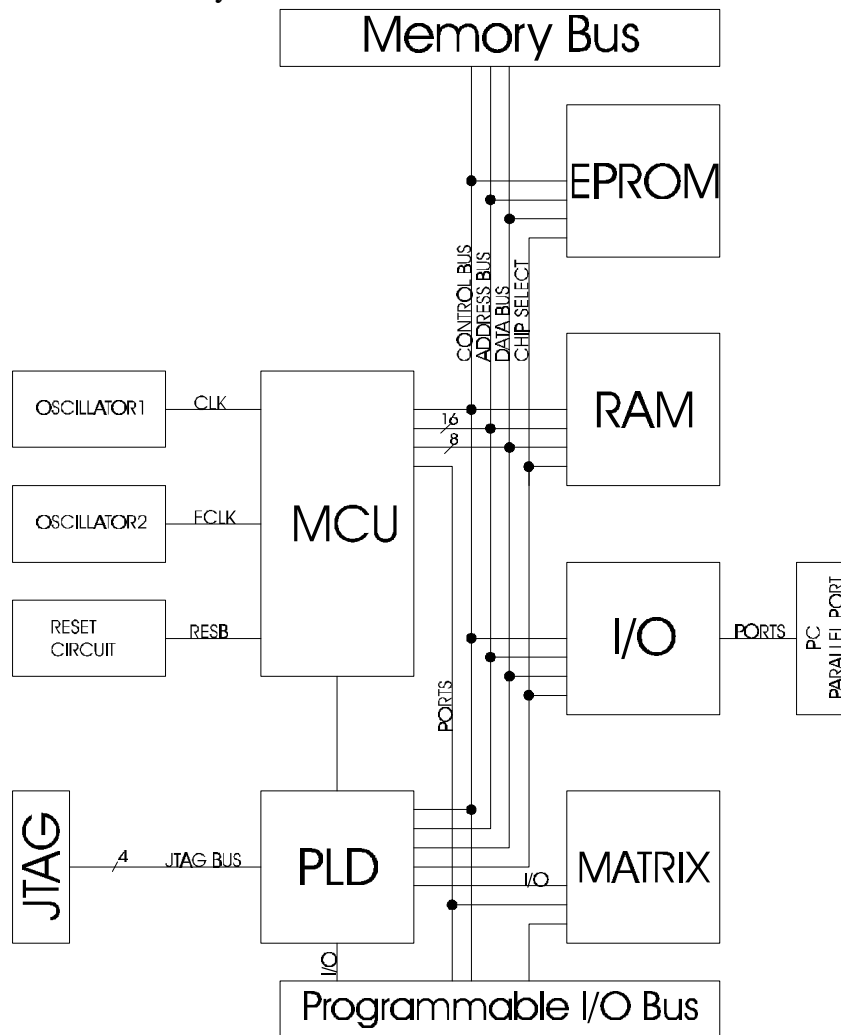 Memory Bus
EPROM
CONTROL BUS
ADDRESS BUS
DATA BUS
CHIP SELECT
OSCILLATOR1
CLK
MCU
16
8
RAM
OSCILLATOR2
RESET
CIRCUIT
RESB
I/O
PORTS
PC
PARALLEL PORT
PORTS
JTAG
4
JTAG BUS
PLD
I/O
MATRIX
I/O
Programmable I/O Bus